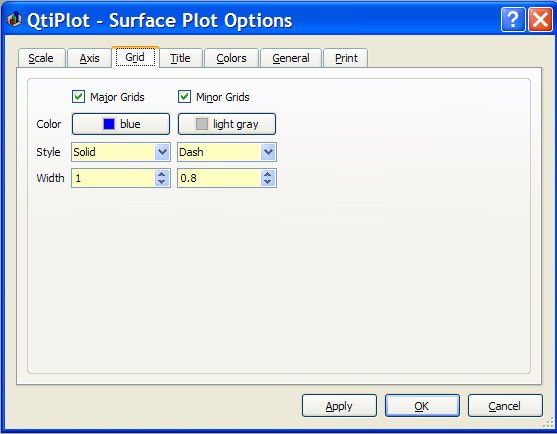 QtiPlot - Surface Plot Options
Scale Axis Grid Title Colors General Print
Major Grids Minor Grids
Color blue light gray
Style Solid Dash
Width 1 0.8
Apply OK Cancel